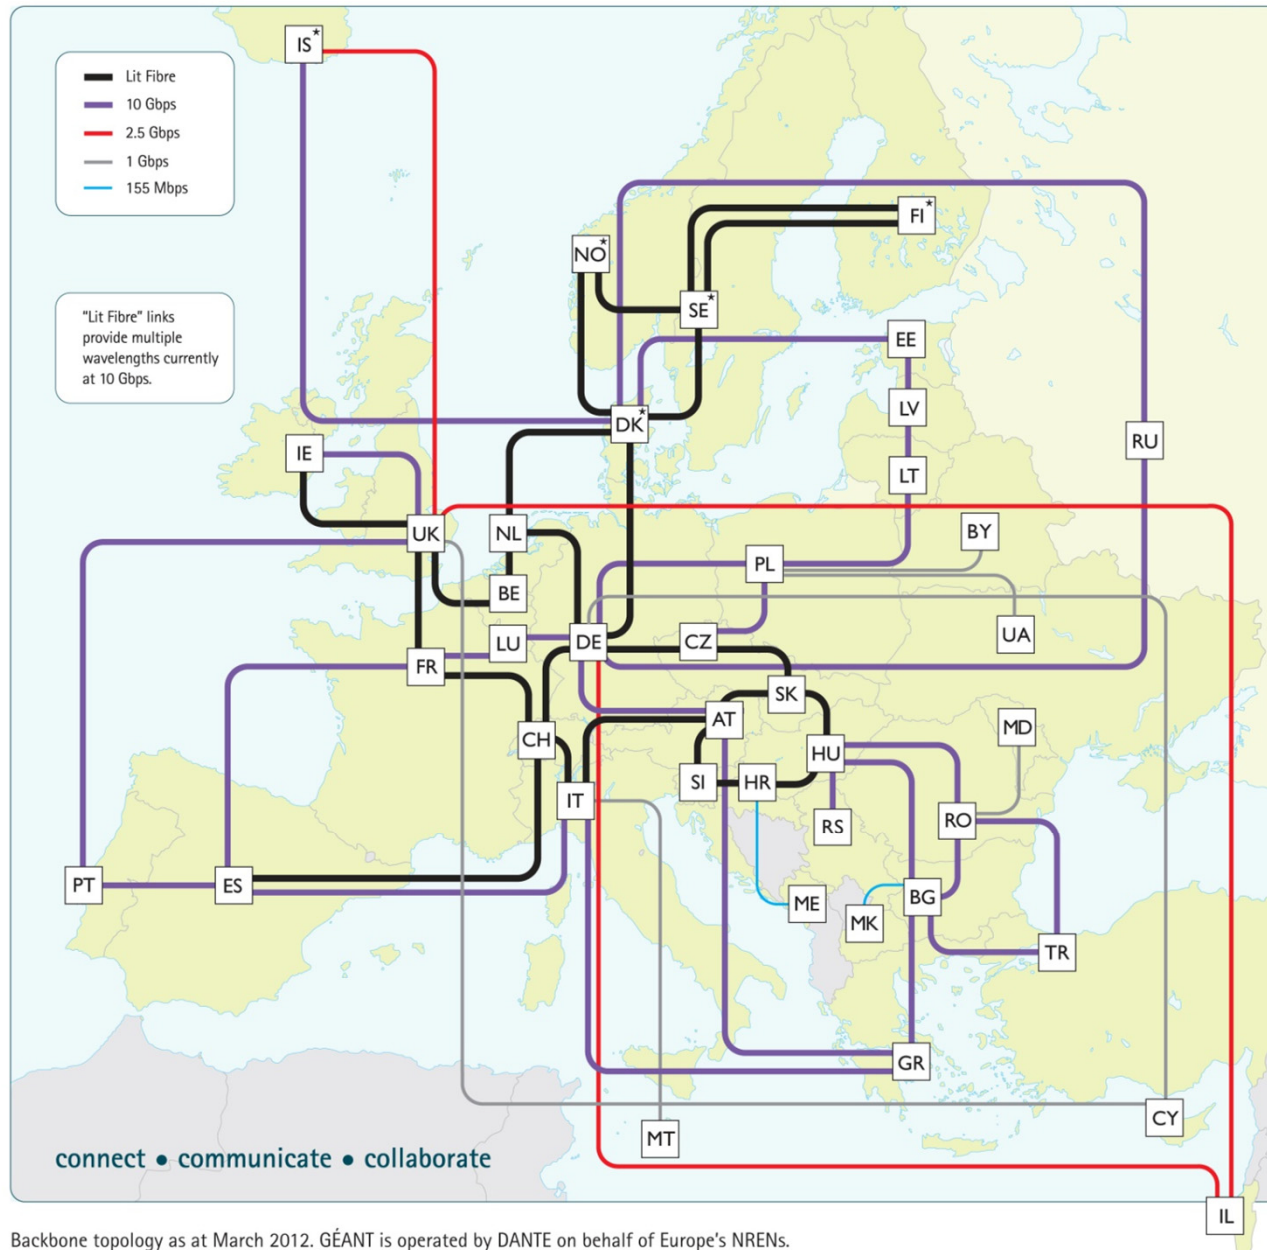 IS*
Lit Fibre
10 Gbps
2.5 Gbps
1 Gbps
155 Mbps
FI*
NO*
SE*
"Lit Fibre" links
provide multiple
wavelengths currently
at 10 Gbps.
EE
LV
DK*
RU
IE
LT
UK
NL
BY
PL
BE
UA
LU
DE
CZ
FR
SK
AT
MD
CH
HU
SI
HR
IT
RO
RS
PT
ES
BG
ME
MK
TR
GR
CY
MT
connect • communicate • collaborate
IL
Backbone topology as at March 2012. GÉANT is operated by DANTE on behalf of Europe's NRENs.